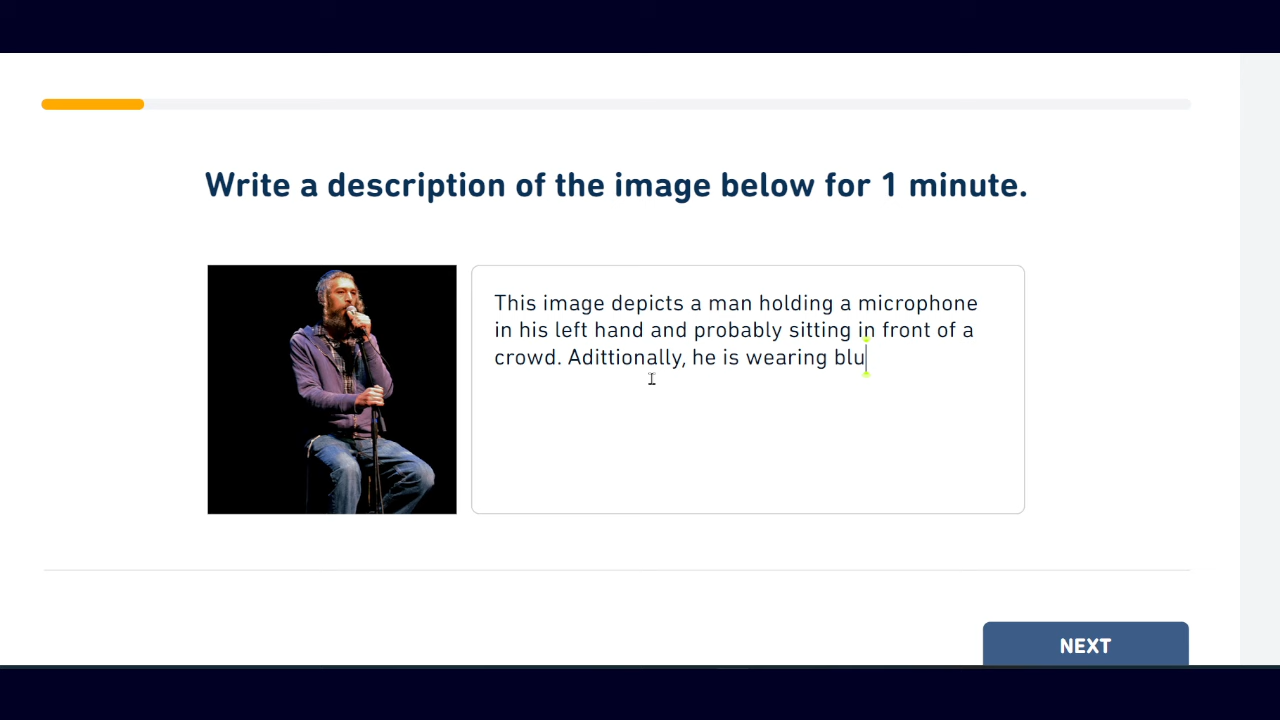 Write a description of the image below for 1 minute.
This image depicts a man holding a microphone
in his left hand and probably sitting in front of a
crowd. Adittionally, he is wearing blu
NEXT